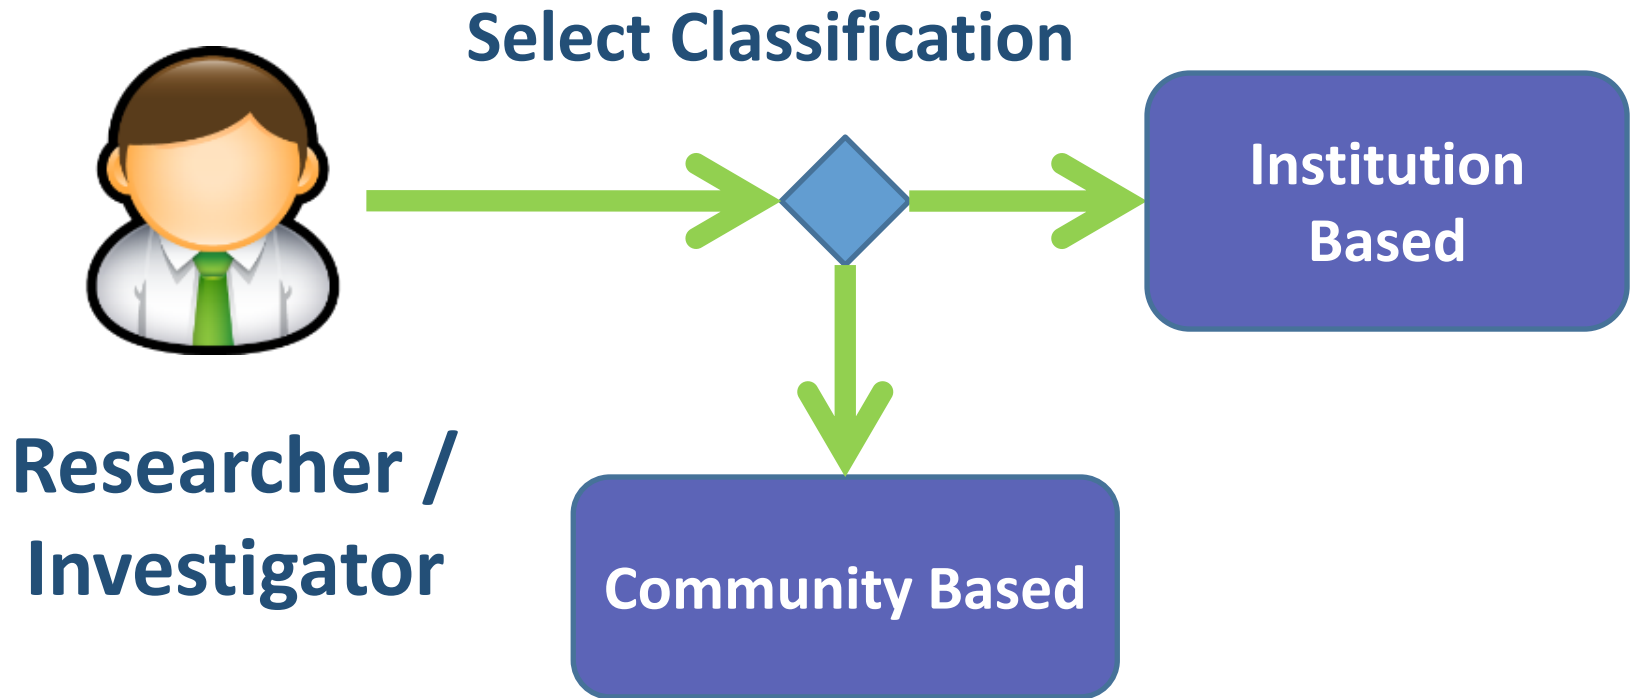 Select Classification
Institution
Based
Researcher /
Investigator
Community Based